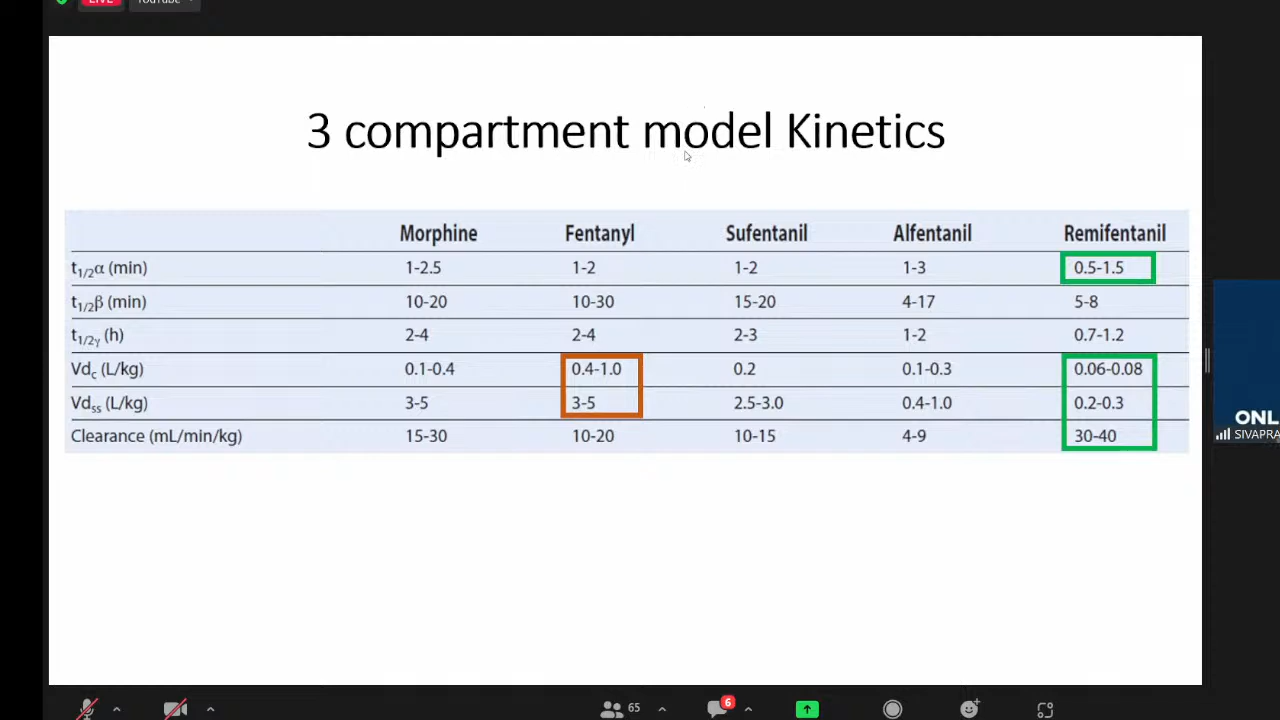 LIVE
YouTube
3 compartment model Kinetics
Morphine Fentanyl Sufentanil Alfentanil Remifentanil
t1/2α (min) 1-2.5 1-2 1-2 1-3 0.5-1.5
t1/2β (min) 10-20 10-30 15-20 4-17 5-8
t1/2γ (h) 2-4 2-4 2-3 1-2 0.7-1.2
Vdc (L/kg) 0.1-0.4 0.4-1.0 0.2 0.1-0.3 0.06-0.08
Vdss (L/kg) 3-5 3-5 2.5-3.0 0.4-1.0 0.2-0.3
Clearance (mL/min/kg) 15-30 10-20 10-15 4-9 30-40
ONL
SIVAPRA
65
6